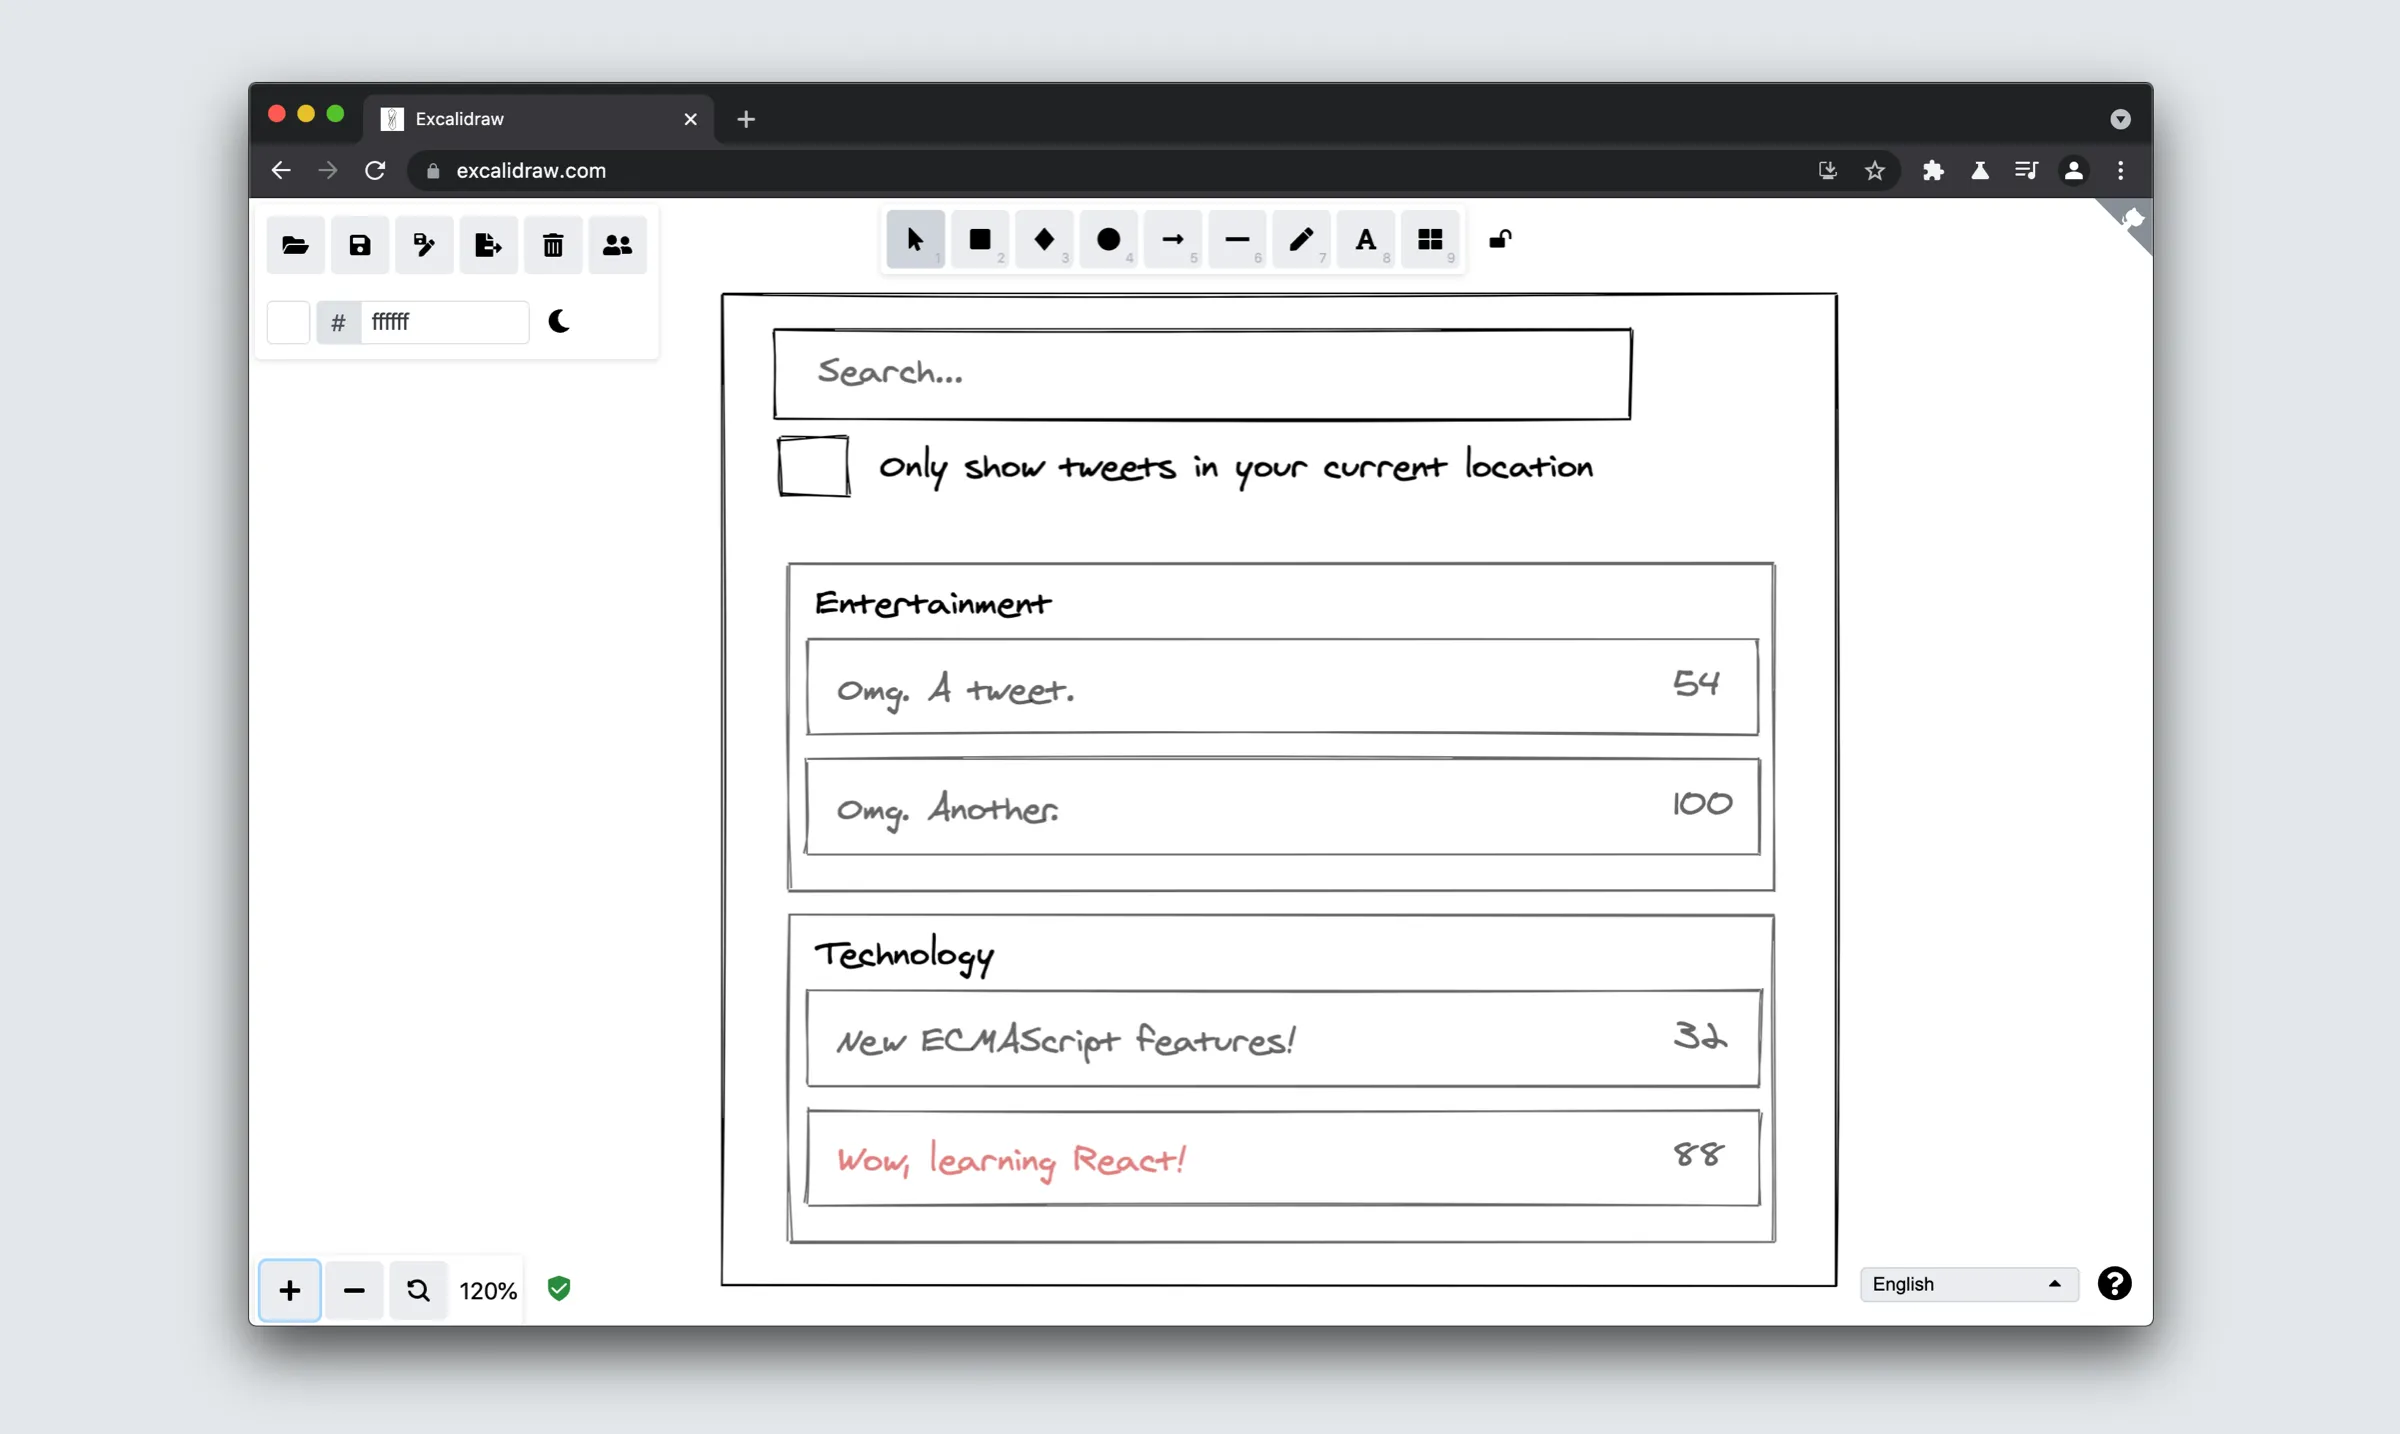 Excalidraw
excalidraw.com
1 2 3 4 5 6 7 8 9
# ffffff
Search...
Only show tweets in your current location
Entertainment
Omg. A tweet. 54
Omg. Another. 100
Technology
New ECMAScript features! 32
Wow, learning React! 88
120%
English